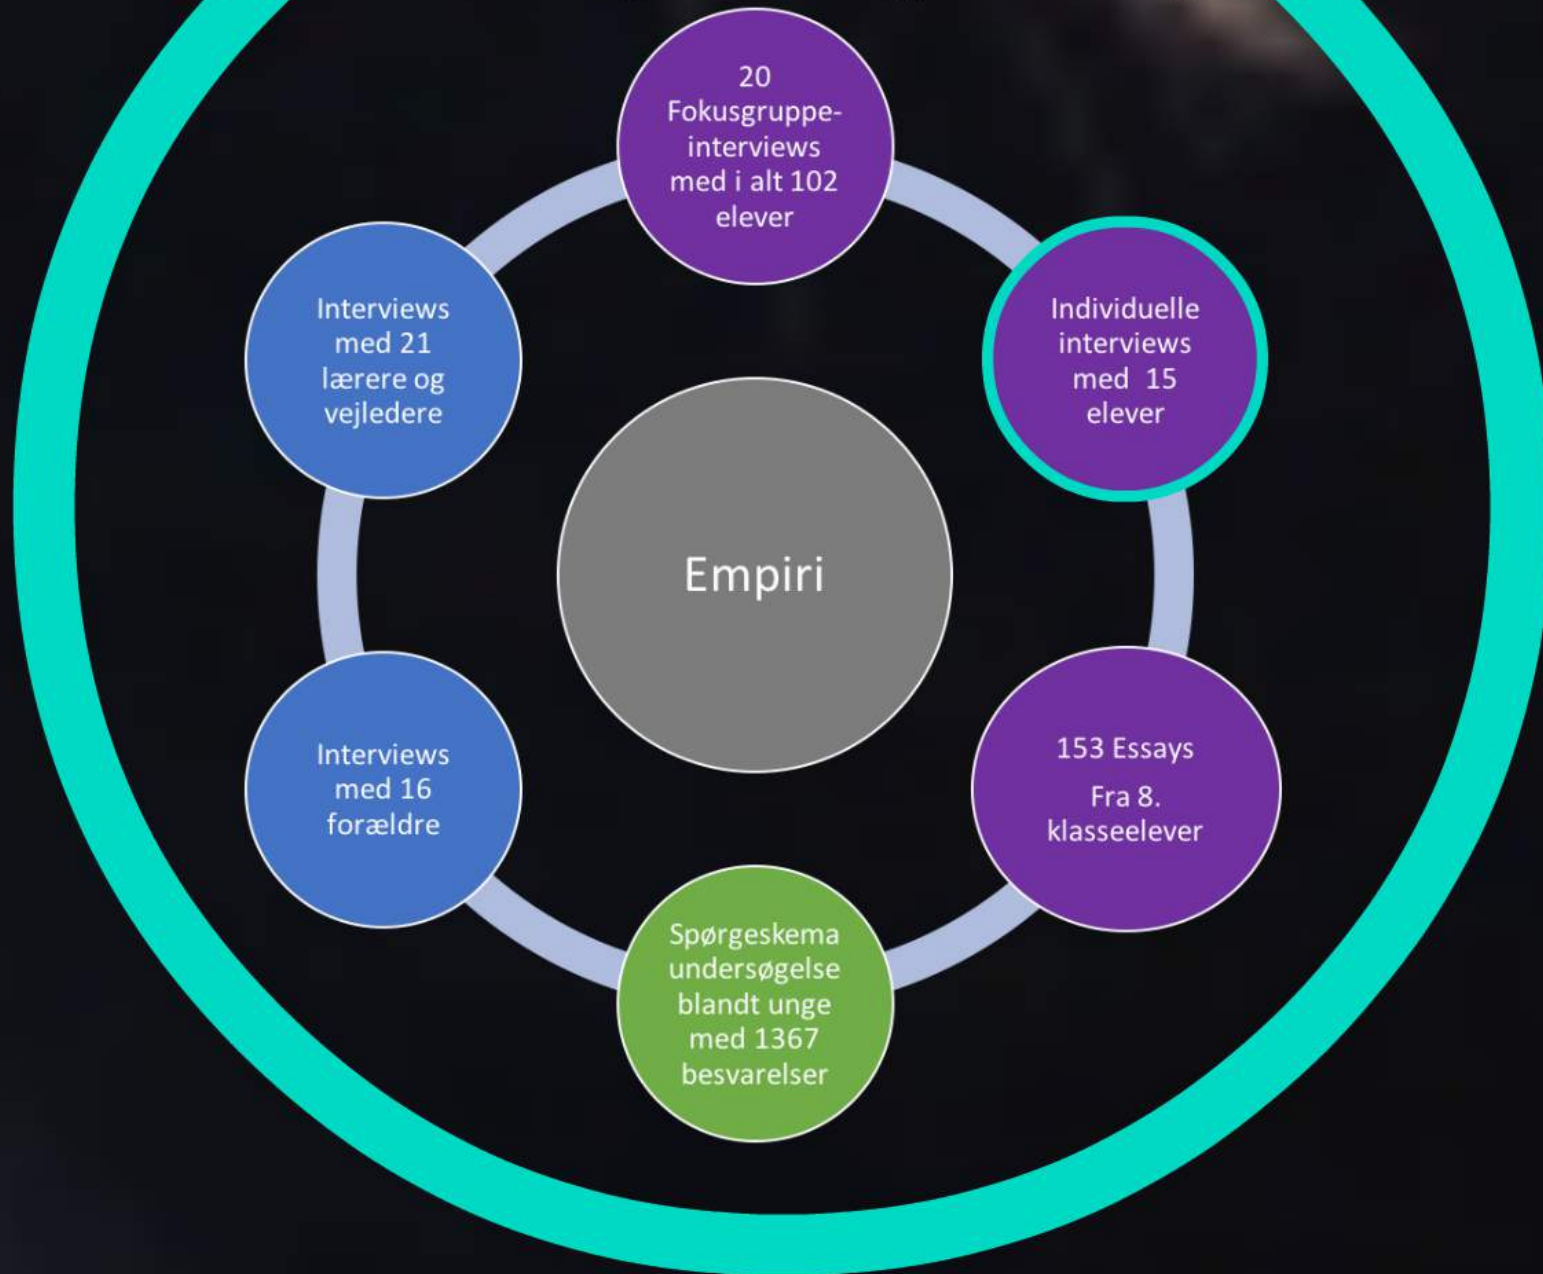 20
Fokusgruppe-
interviews
med i alt 102
elever
Individuelle
interviews
med 15
elever
153 Essays
Fra 8.
klasseelever
Spørgeskema
undersøgelse
blandt unge
med 1367
besvarelser
Interviews
med 16
forældre
Interviews
med 21
lærere og
vejledere
Empiri